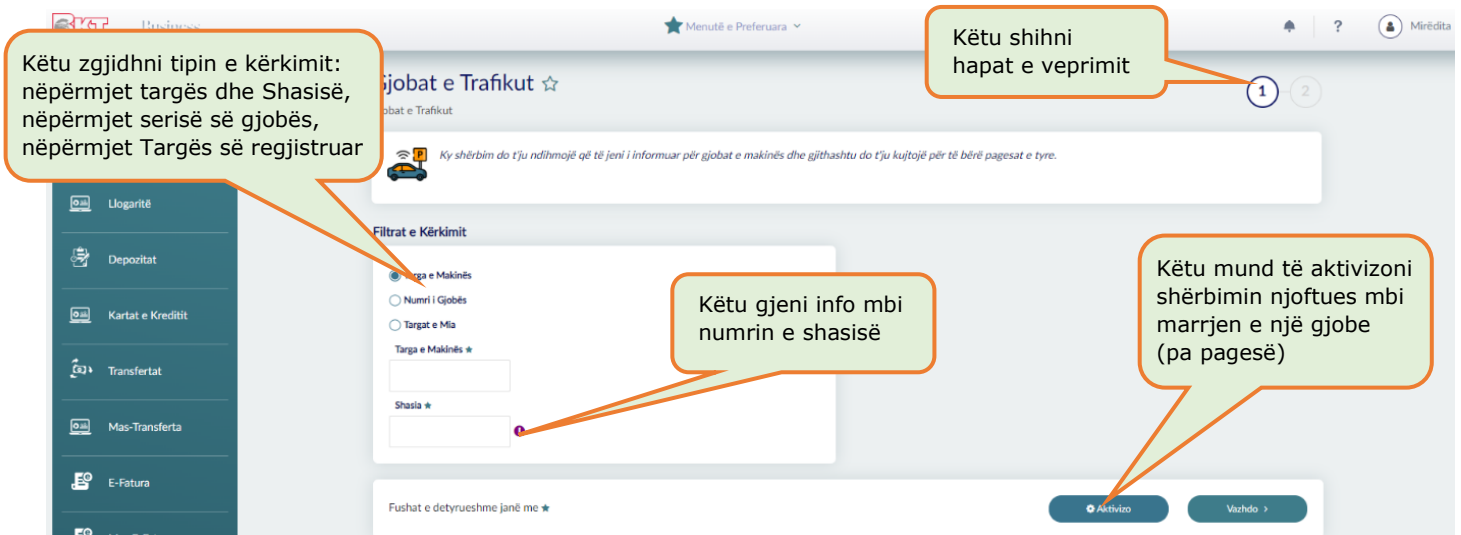 BKT Business
Menutë e Preferuara
?
Mirëdita
Këtu zgjidhni tipin e kërkimit:
nëpërmjet targës dhe Shasisë,
nëpërmjet serisë së gjobës,
nëpërmjet Targës së regjistruar
Këtu shihni
hapat e veprimit
Gjobat e Trafikut
Gjobat e Trafikut
1
2
Ky shërbim do t'ju ndihmojë që të jeni i informuar për gjobat e makinës dhe gjithashtu do t'ju kujtojë për të bërë pagesat e tyre.
Llogaritë
Depozitat
Kartat e Kreditit
Transfertat
Mas-Transferta
E-Fatura
Filtrat e Kërkimit
Targa e Makinës
Numri i Gjobës
Targat e Mia
Targa e Makinës
Shasia
Këtu gjeni info mbi
numrin e shasisë
Këtu mund të aktivizoni
shërbimin njoftues mbi
marrjen e një gjobe
(pa pagesë)
Fushat e detyrueshme janë me
Aktivizo
Vazhdo